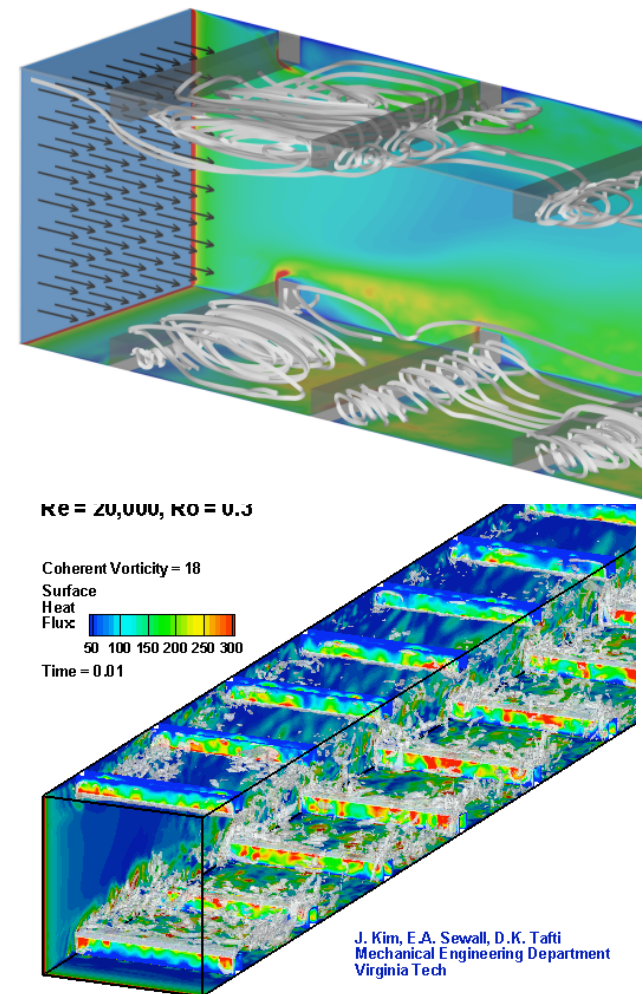 Re = 20,000, Ro = 0.3
Coherent Vorticity = 18
Surface
Heat
Flux:
50 100 150 200 250 300
Time = 0.01
J. Kim, E.A. Sewall, D.K. Tafti
Mechanical Engineering Department
Virginia Tech